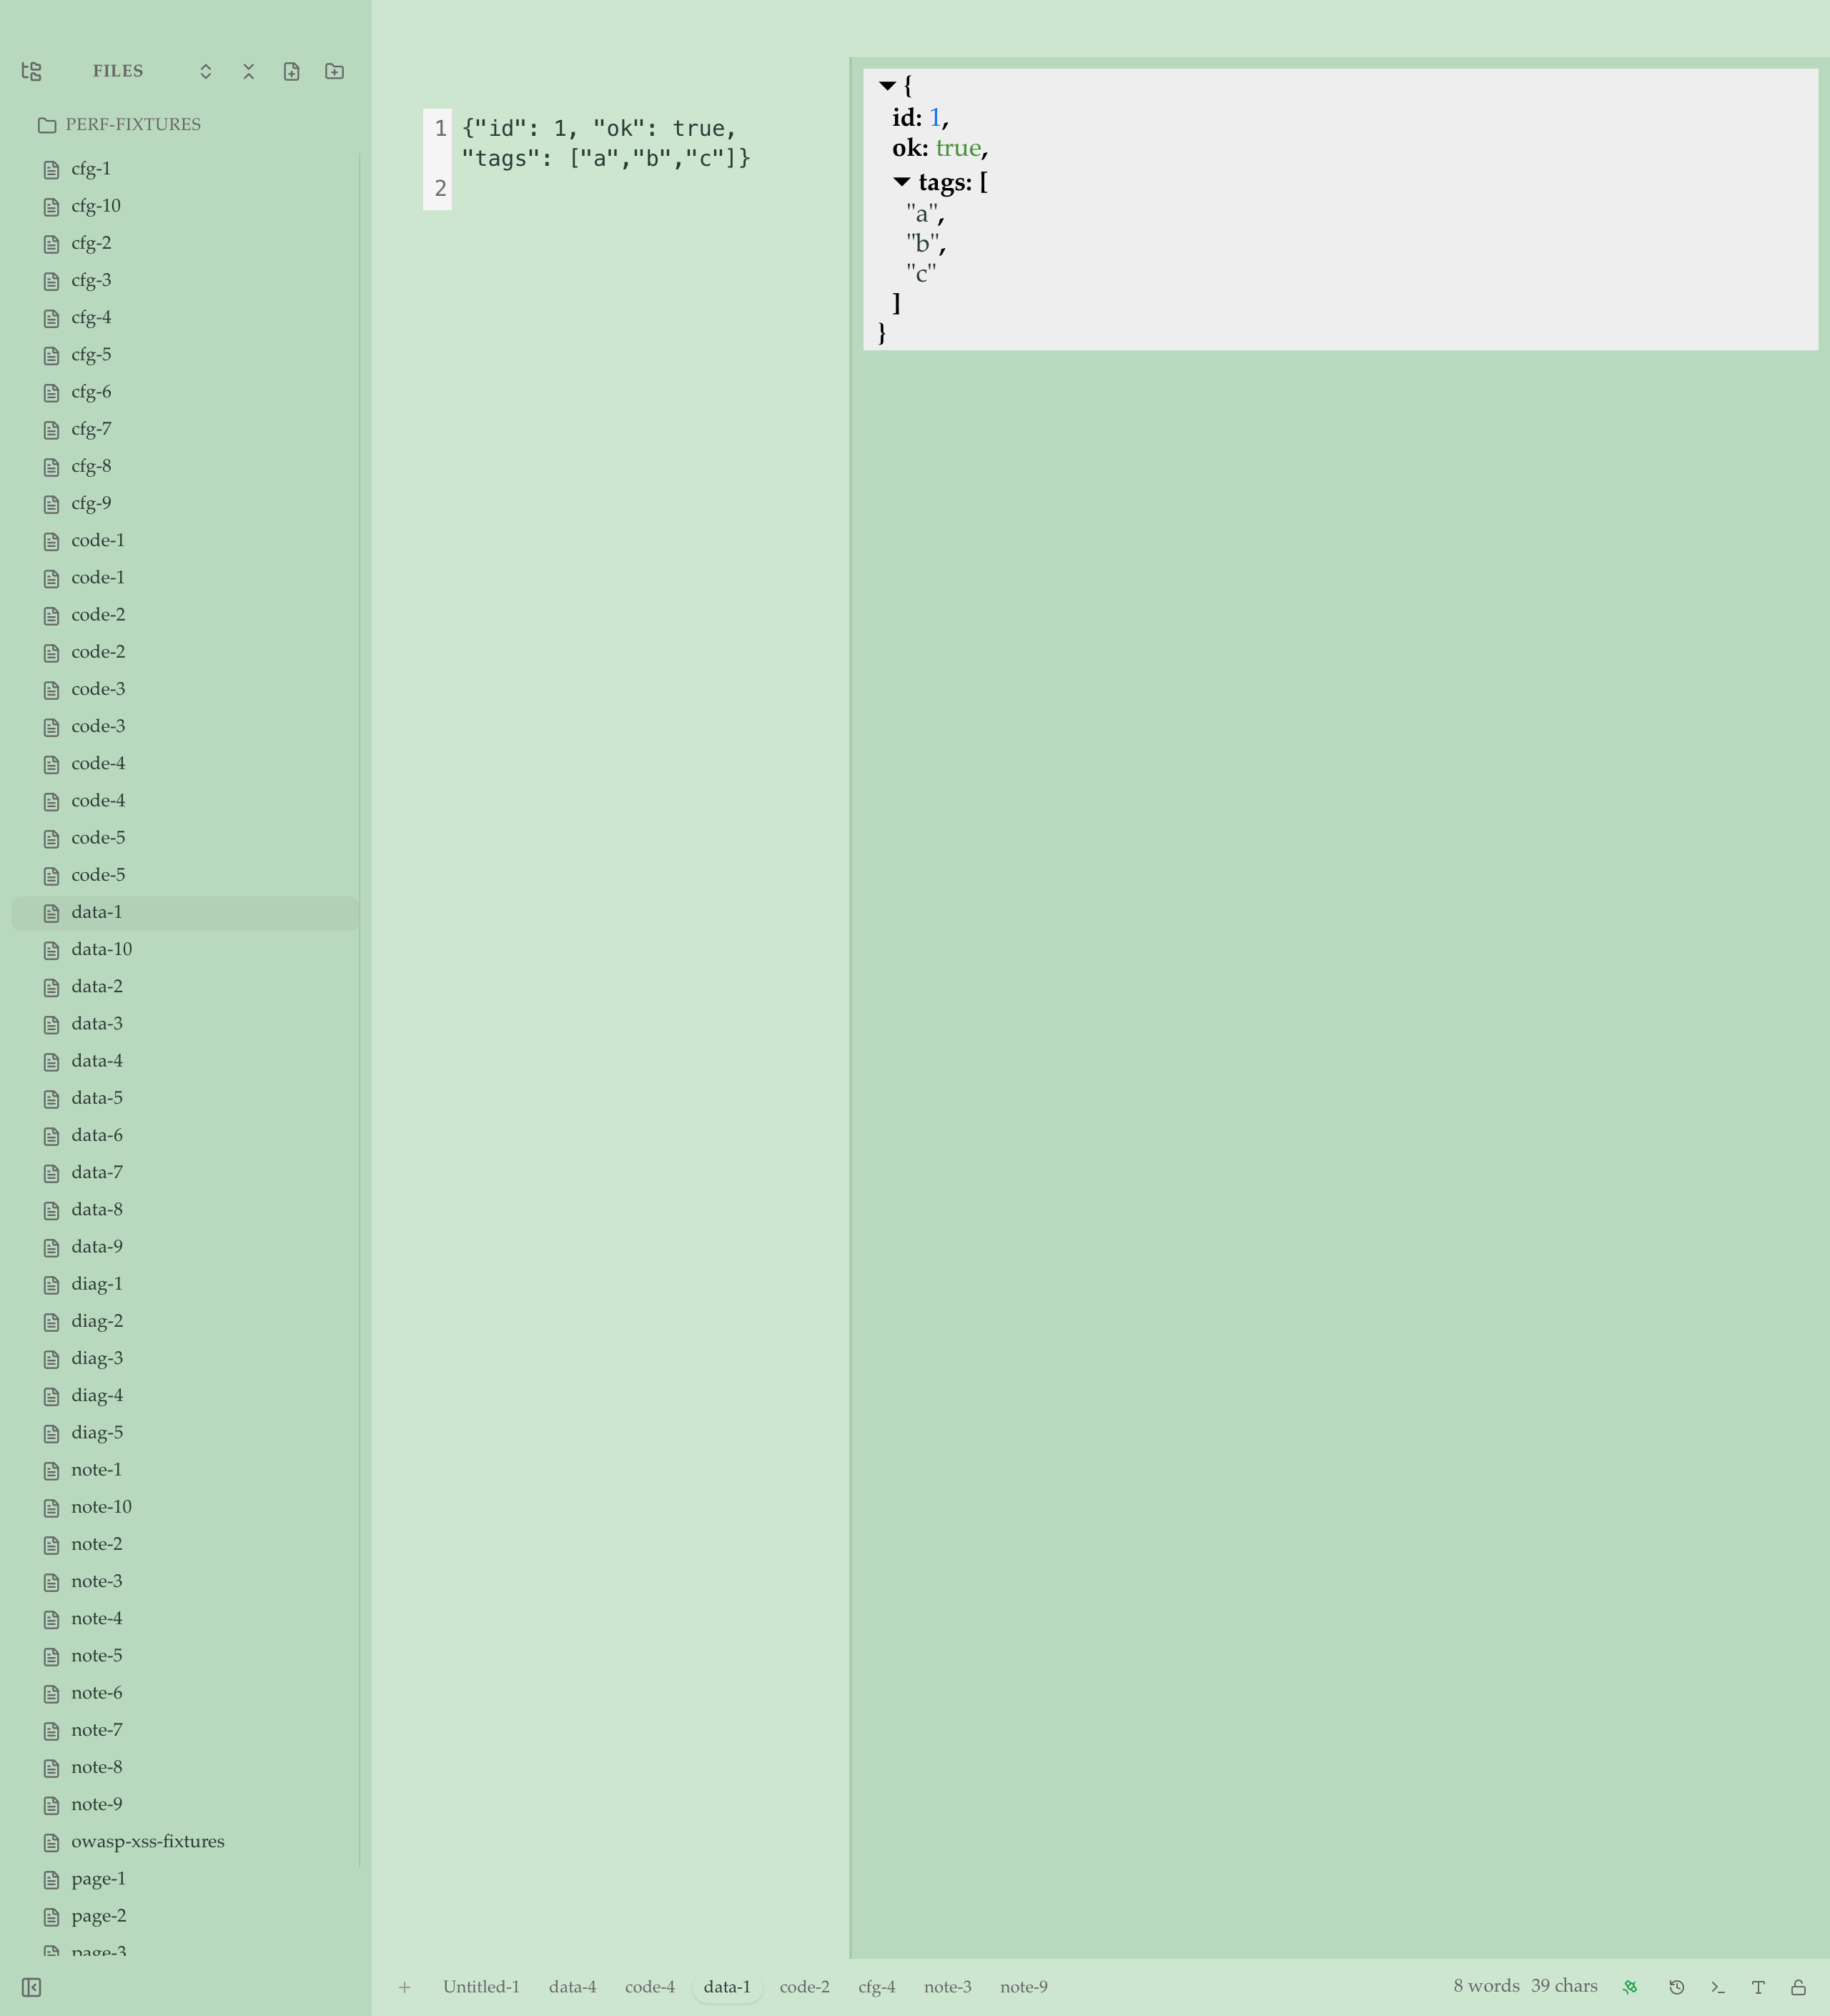 FILES
PERF-FIXTURES
cfg-1
cfg-10
cfg-2
cfg-3
cfg-4
cfg-5
cfg-6
cfg-7
cfg-8
cfg-9
code-1
code-1
code-2
code-2
code-3
code-3
code-4
code-4
code-5
code-5
data-1
data-10
data-2
data-3
data-4
data-5
data-6
data-7
data-8
data-9
diag-1
diag-2
diag-3
diag-4
diag-5
note-1
note-10
note-2
note-3
note-4
note-5
note-6
note-7
note-8
note-9
owasp-xss-fixtures
page-1
page-2
page-3
1 {"id": 1, "ok": true,
"tags": ["a","b","c"]}
2
{
id: 1,
ok: true,
tags: [
"a",
"b",
"c"
]
}
+ Untitled-1 data-4 code-4 data-1 code-2 cfg-4 note-3 note-9 8 words 39 chars